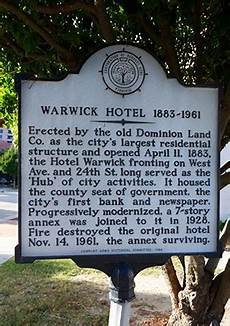 WARWICK HOTEL 1883-1961
Erected by the old Dominion Land
Co. as the city's largest residential
structure and opened April 11, 1883,
the Hotel Warwick fronting on West
Ave. and 24th St. long served as the
'Hub' of city activities. It housed
the county seat of government, the
city's first bank and newspaper.
Progressively modernized, a 7-story
annex was joined to it in 1928.
Fire destroyed the original hotel
Nov. 14, 1961, the annex surviving.